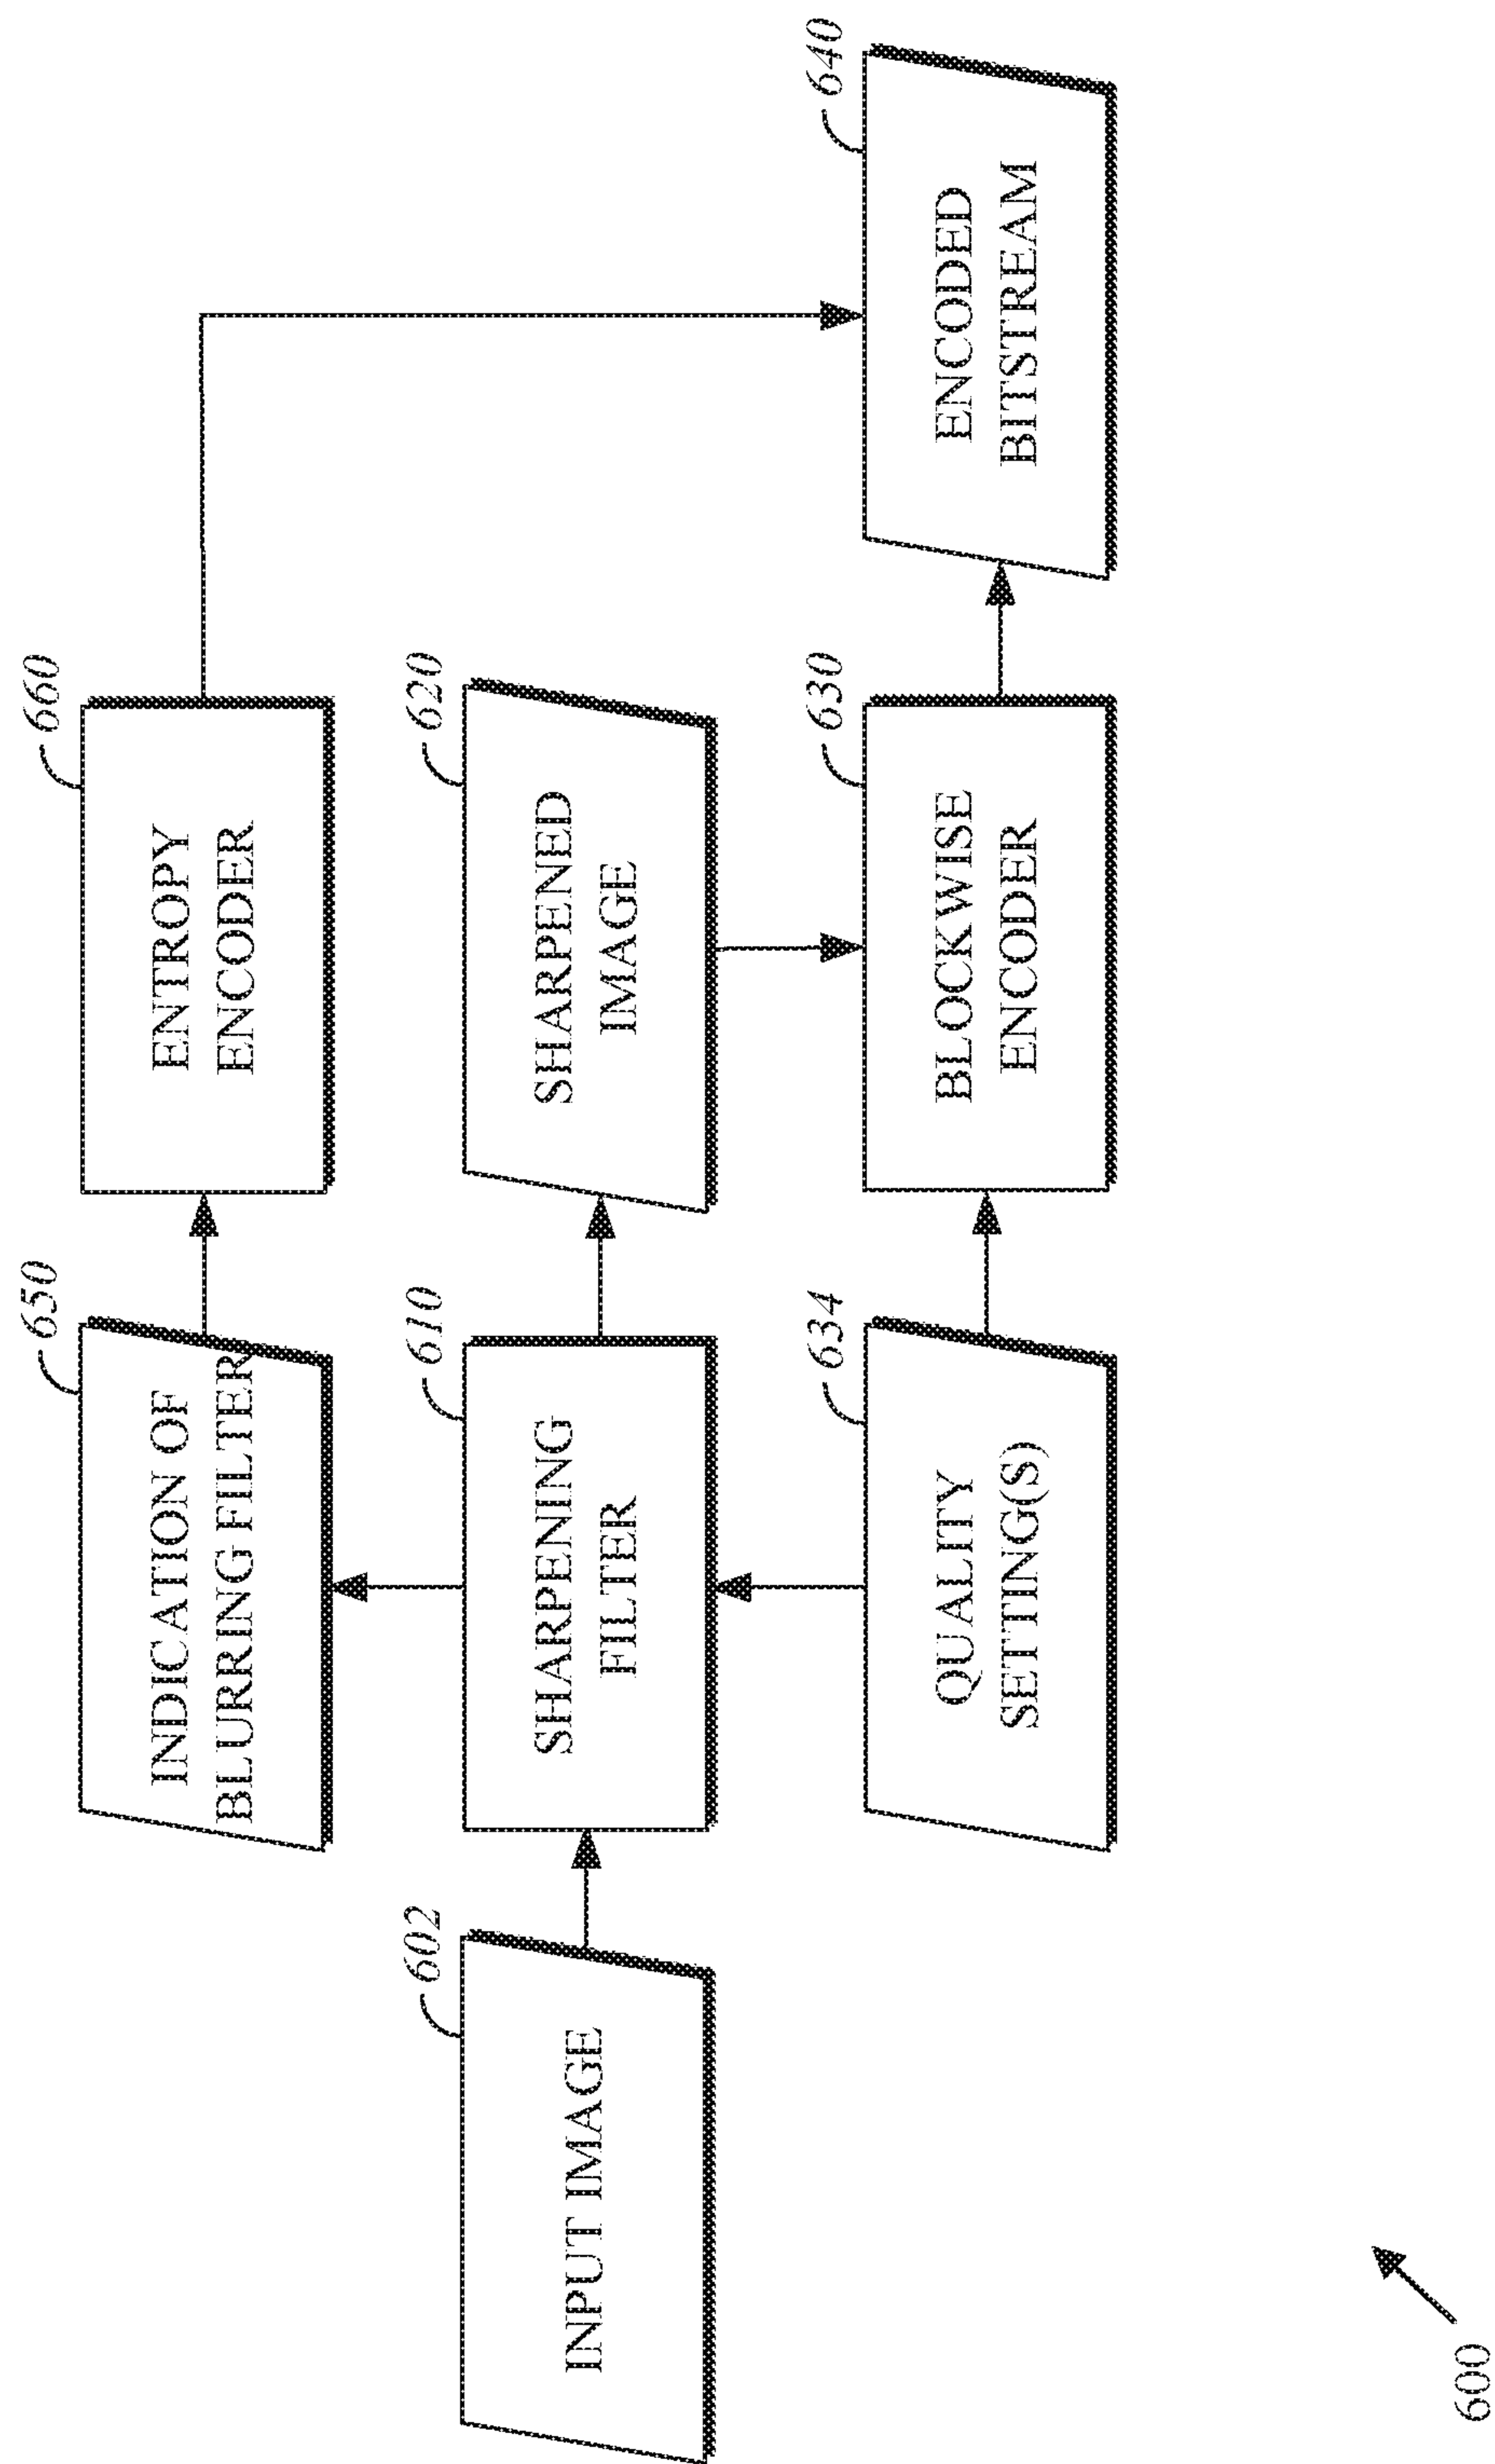 650
INDICATION OF
BLURRING FILTER
660
ENTROPY
ENCODER
602
INPUT IMAGE
610
SHARPENING
FILTER
620
SHARPENED
IMAGE
634
QUALITY
SETTING(S)
630
BLOCKWISE
ENCODER
640
ENCODED
BITSTREAM
600